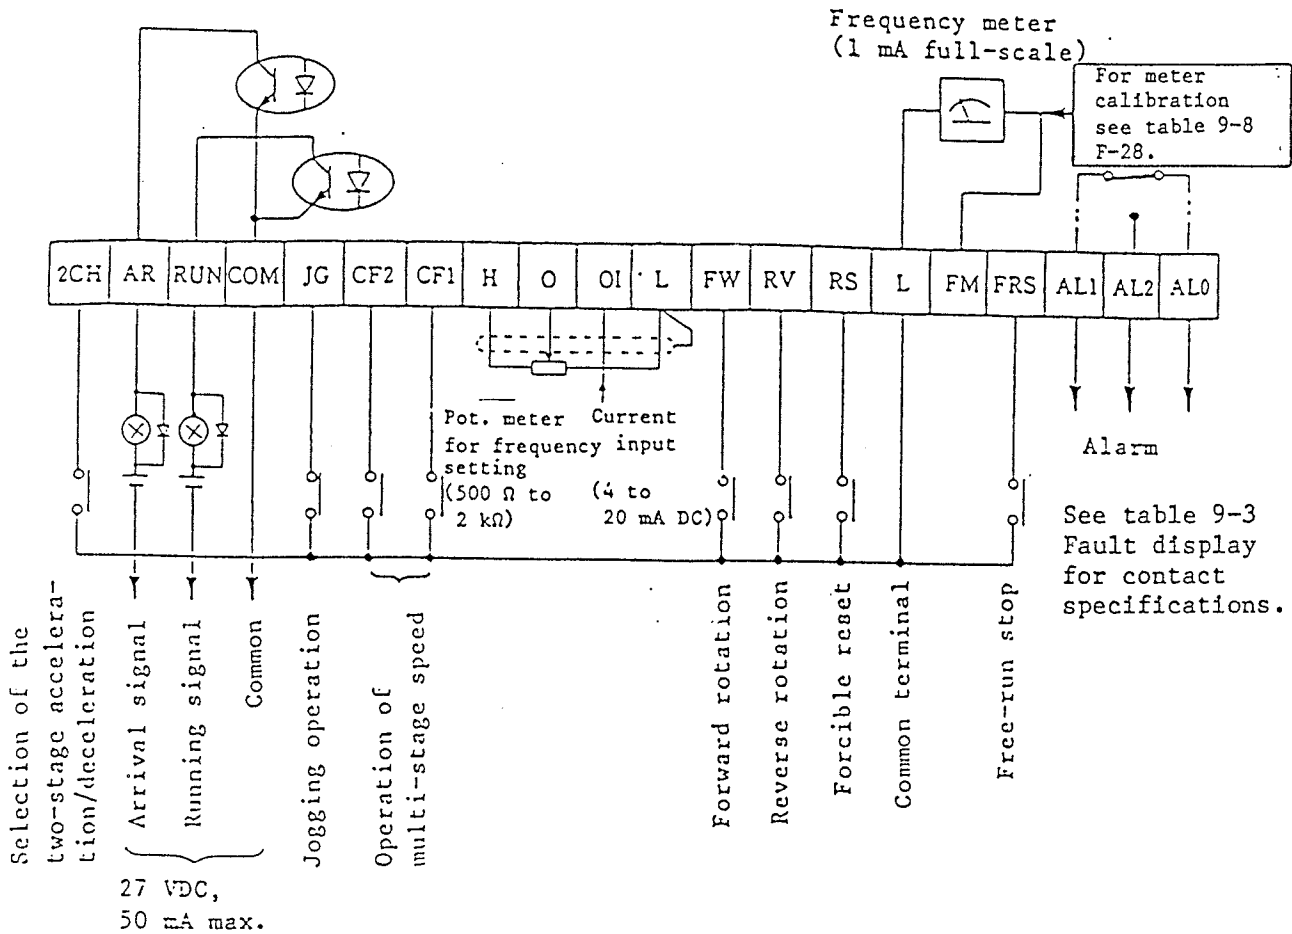 Frequency meter
(1 mA full-scale)
For meter
calibration
see table 9-8
F-28.
2CH AR RUN COM JG CF2 CF1 H O OI L FW RV RS L FM FRS AL1 AL2 AL0
Pot. meter
for frequency
setting
(500 Ω to
2 kΩ)
Current
input
(4 to
20 mA DC)
Alarm
See table 9-3
Fault display
for contact
specifications.
Selection of the
two-stage accelera-
tion/deceleration
Arrival signal
Running signal
Common
Jogging operation
Operation of
multi-stage speed
Forward rotation
Reverse rotation
Forcible reset
Common terminal
Free-run stop
27 VDC,
50 mA max.